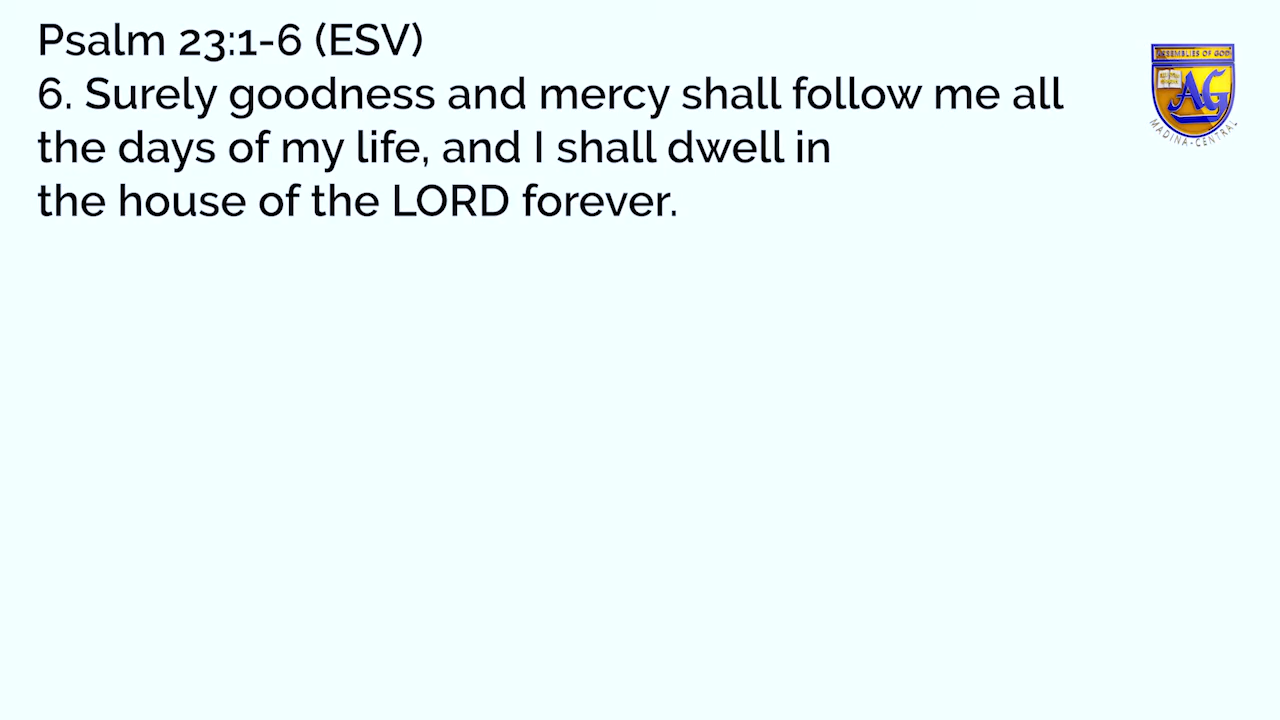 Psalm 23:1-6 (ESV)
6. Surely goodness and mercy shall follow me all
the days of my life, and I shall dwell in
the house of the LORD forever.
ASSEMBLIES OF GOD
AG
MADINA-CENTRAL